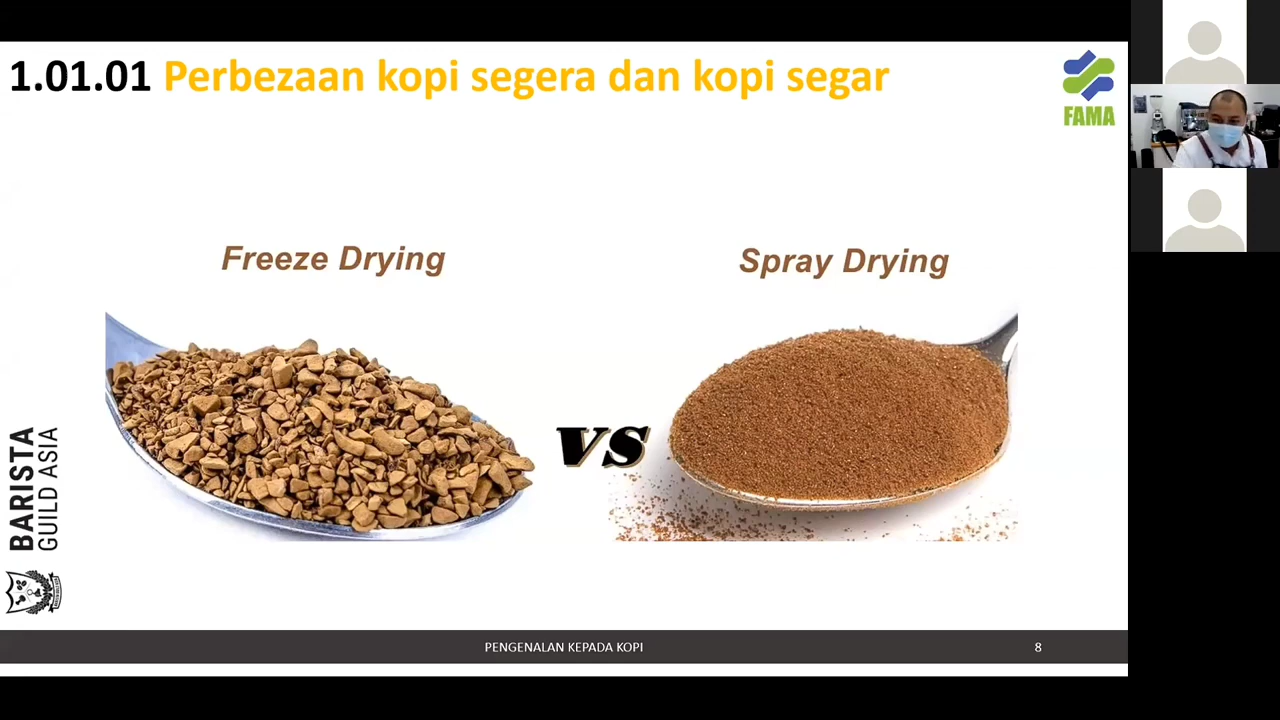 1.01.01 Perbezaan kopi segera dan kopi segar
FAMA
Freeze Drying
Spray Drying
VS
BARISTA
GUILD ASIA
PENGENALAN KEPADA KOPI
8